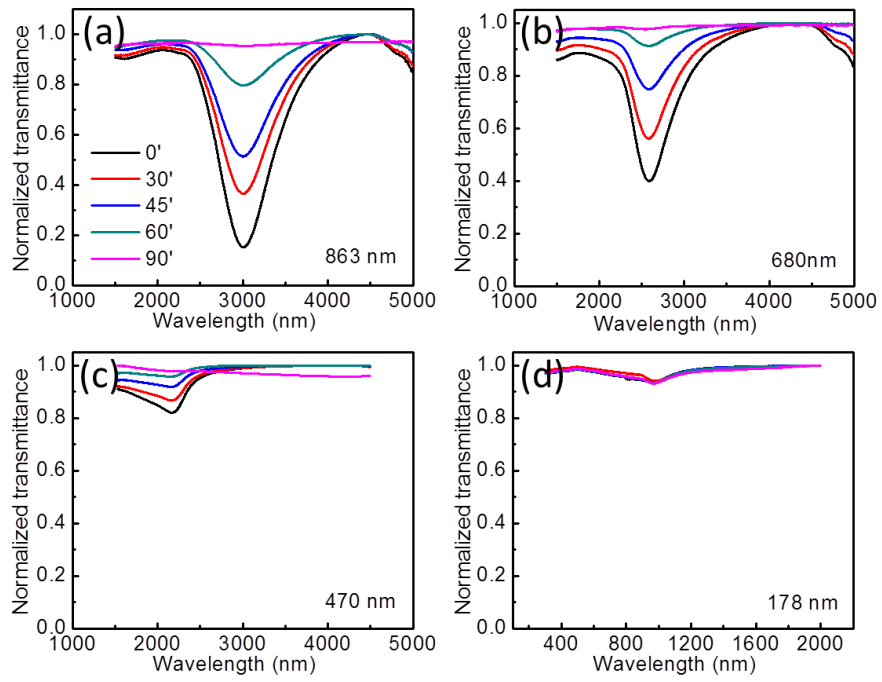 (a)
Normalized transmittance
1.0
0.8
0.6
0.4
0.2
0.0
0'
30'
45'
60'
90'
863 nm
1000 2000 3000 4000 5000
Wavelength (nm)
(b)
Normalized transmittance
1.0
0.8
0.6
0.4
0.2
0.0
680nm
1000 2000 3000 4000 5000
Wavelength (nm)
(c)
Normalized transmittance
1.0
0.8
0.6
0.4
0.2
0.0
470 nm
1000 2000 3000 4000 5000
Wavelength (nm)
(d)
Normalized transmittance
1.0
0.8
0.6
0.4
0.2
0.0
178 nm
400 800 1200 1600 2000
Wavelength (nm)